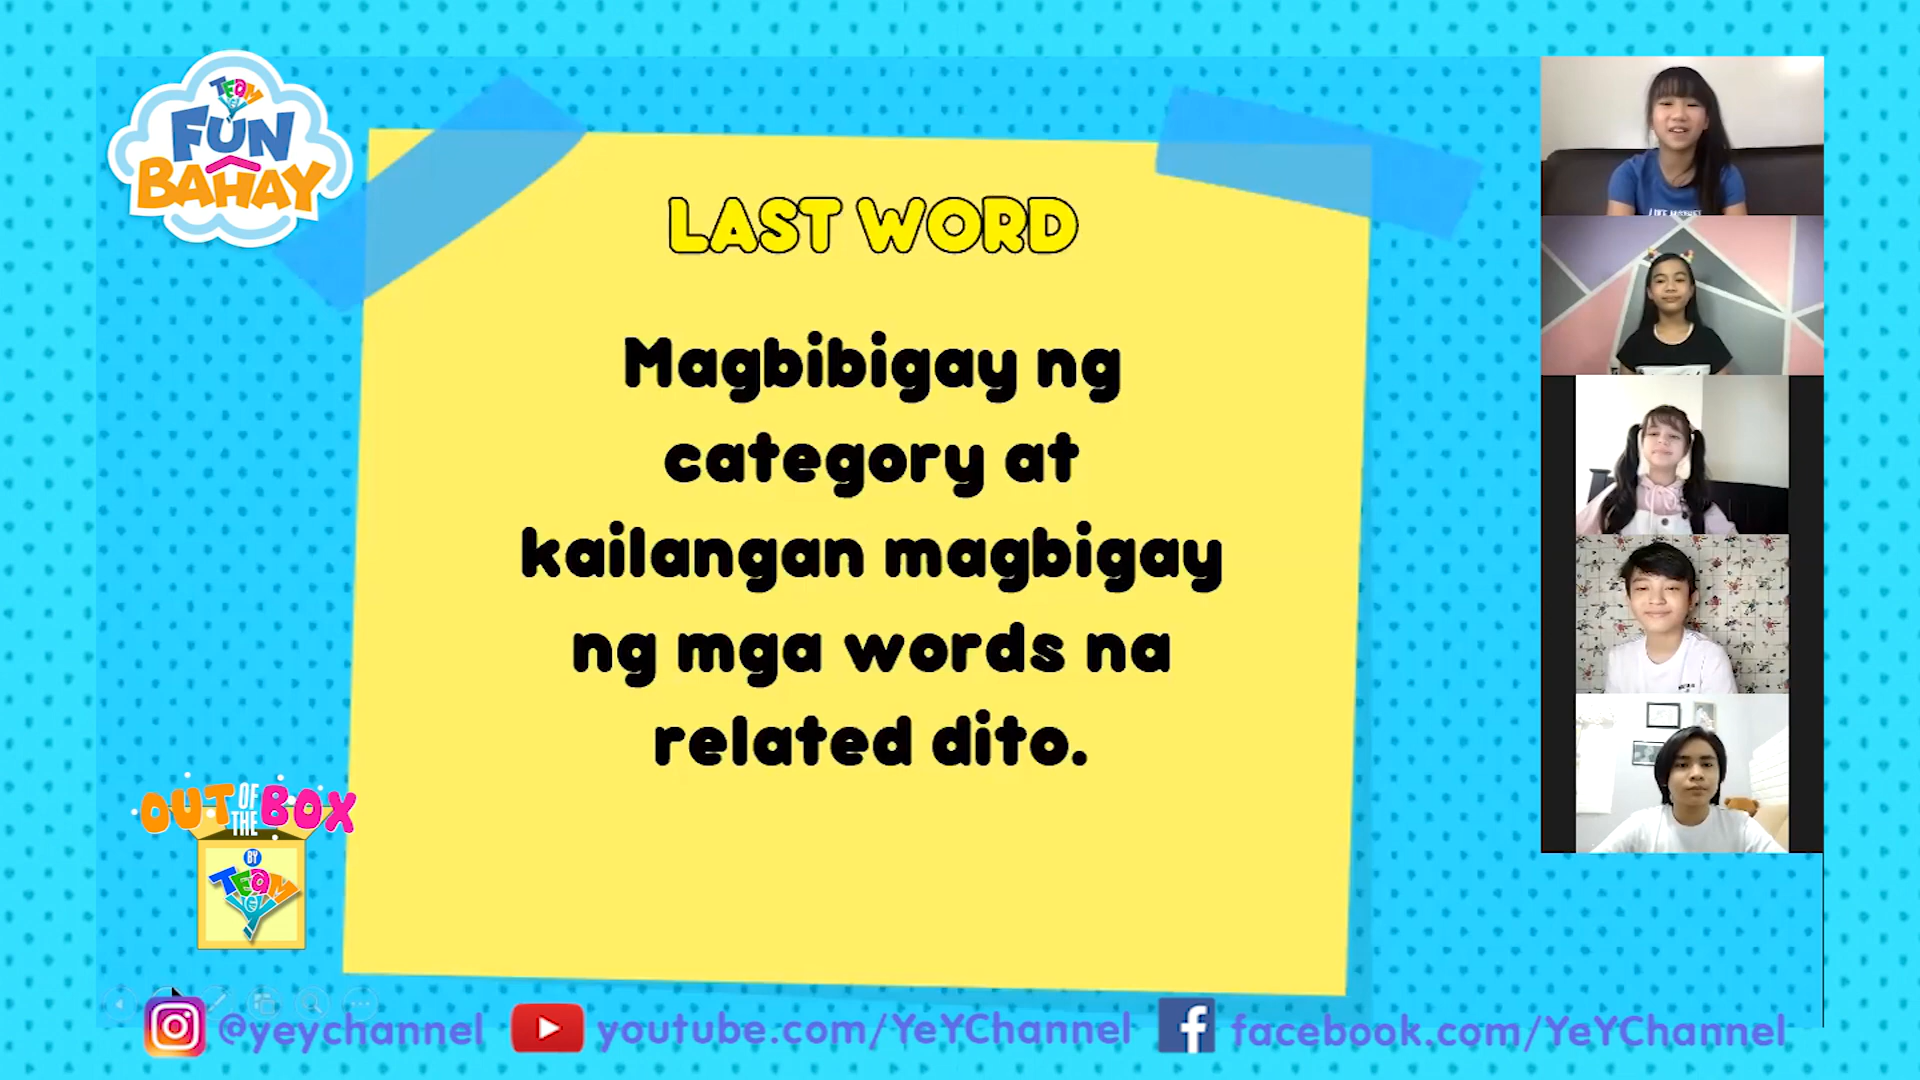 TEAM
YEY
FUN
BAHAY
LAST WORD
Magbibigay ng
category at
kailangan magbigay
ng mga words na
related dito.
OUT OF THE BOX
BY
TEAM
YEY
@yeychannel
youtube.com/YeYChannel
facebook.com/YeYChannel